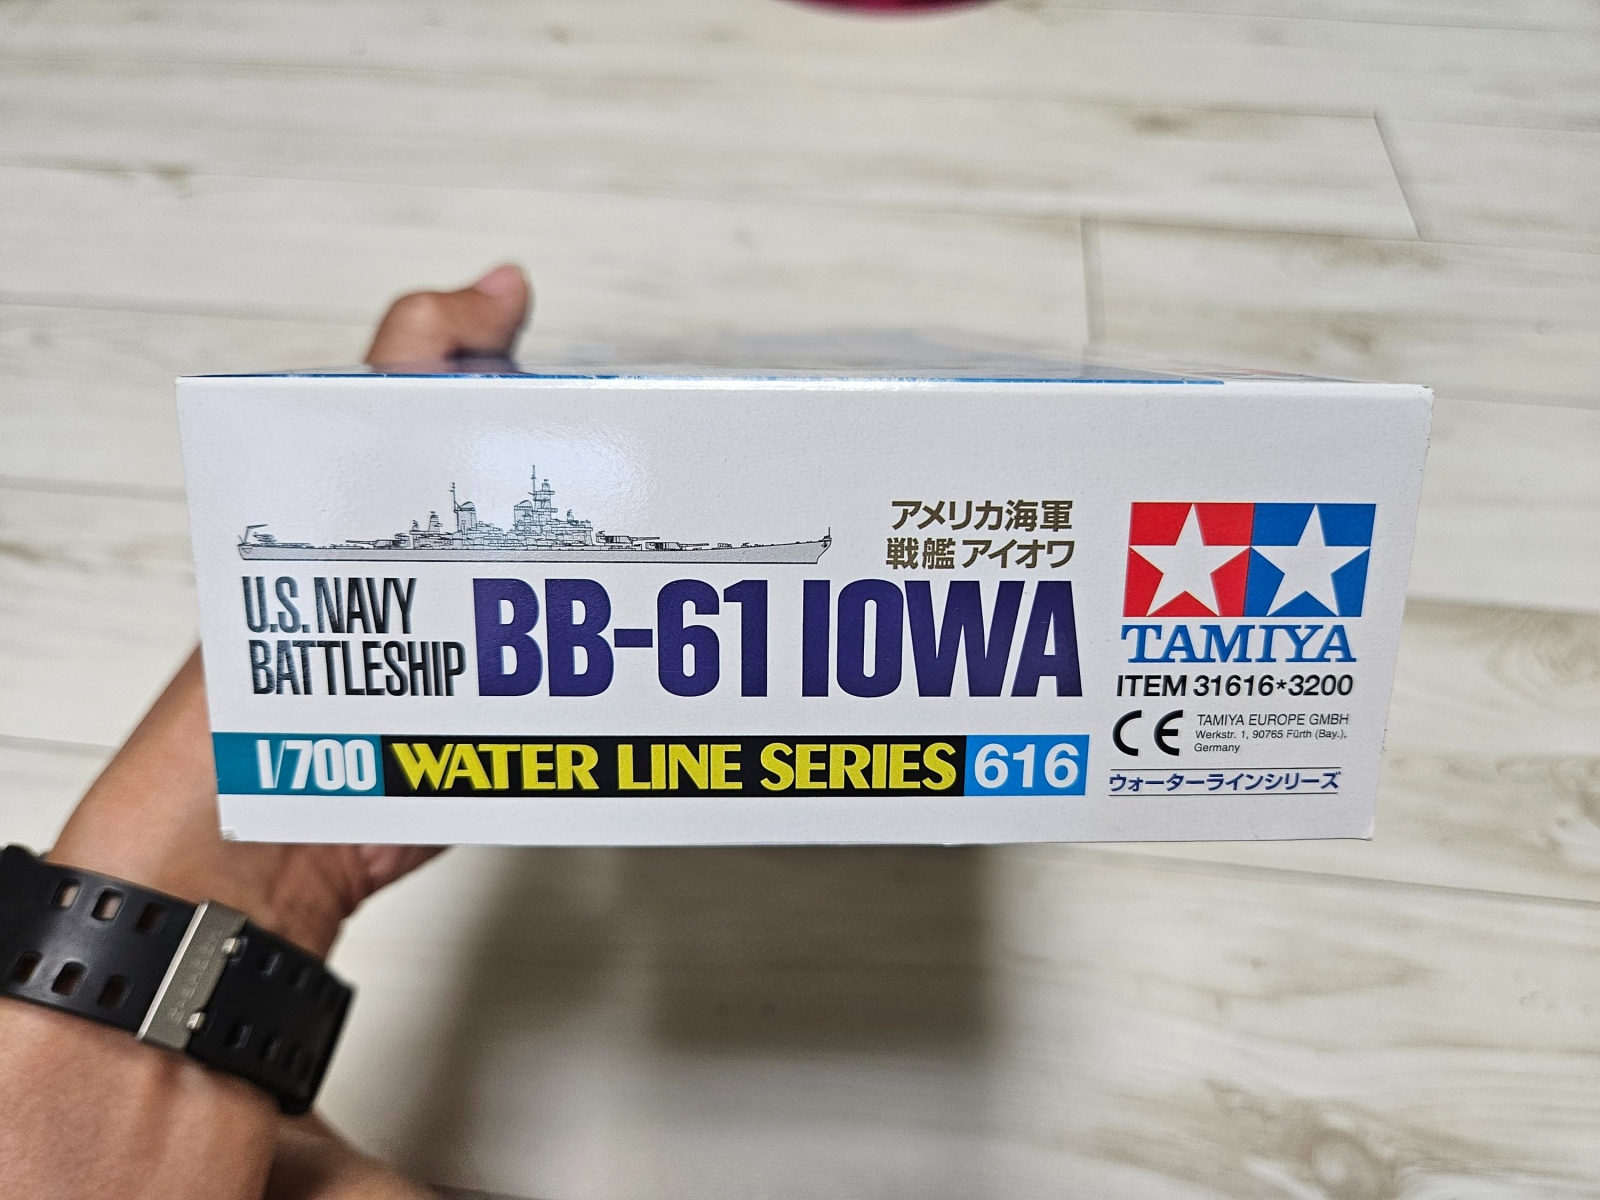 アメリカ海軍
戦艦 アイオワ
U.S. NAVY
BATTLESHIP
BB-61 IOWA
1/700 WATER LINE SERIES 616
TAMIYA
ITEM 31616*3200
CE
TAMIYA EUROPE GMBH
Werkstr. 1, 90765 Fürth (Bay.),
Germany
ウォーターラインシリーズ